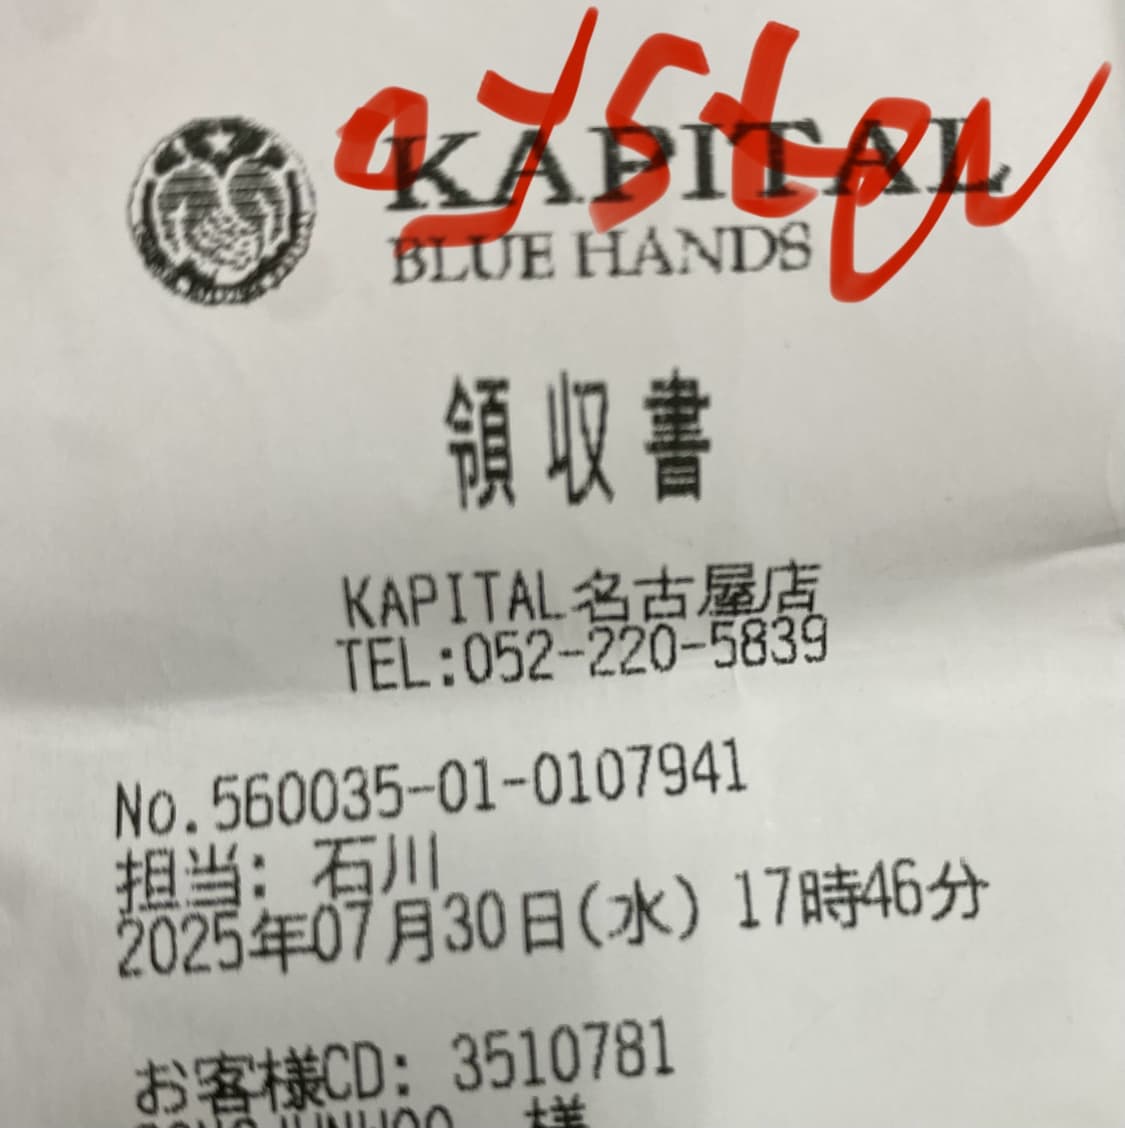 oyster
KAPITAL
BLUE HANDS
領収書
KAPITAL名古屋店
TEL:052-220-5839
No.560035-01-0107941
担当: 石川
2025年07月30日(水) 17時46分
お客様CD: 3510781
様